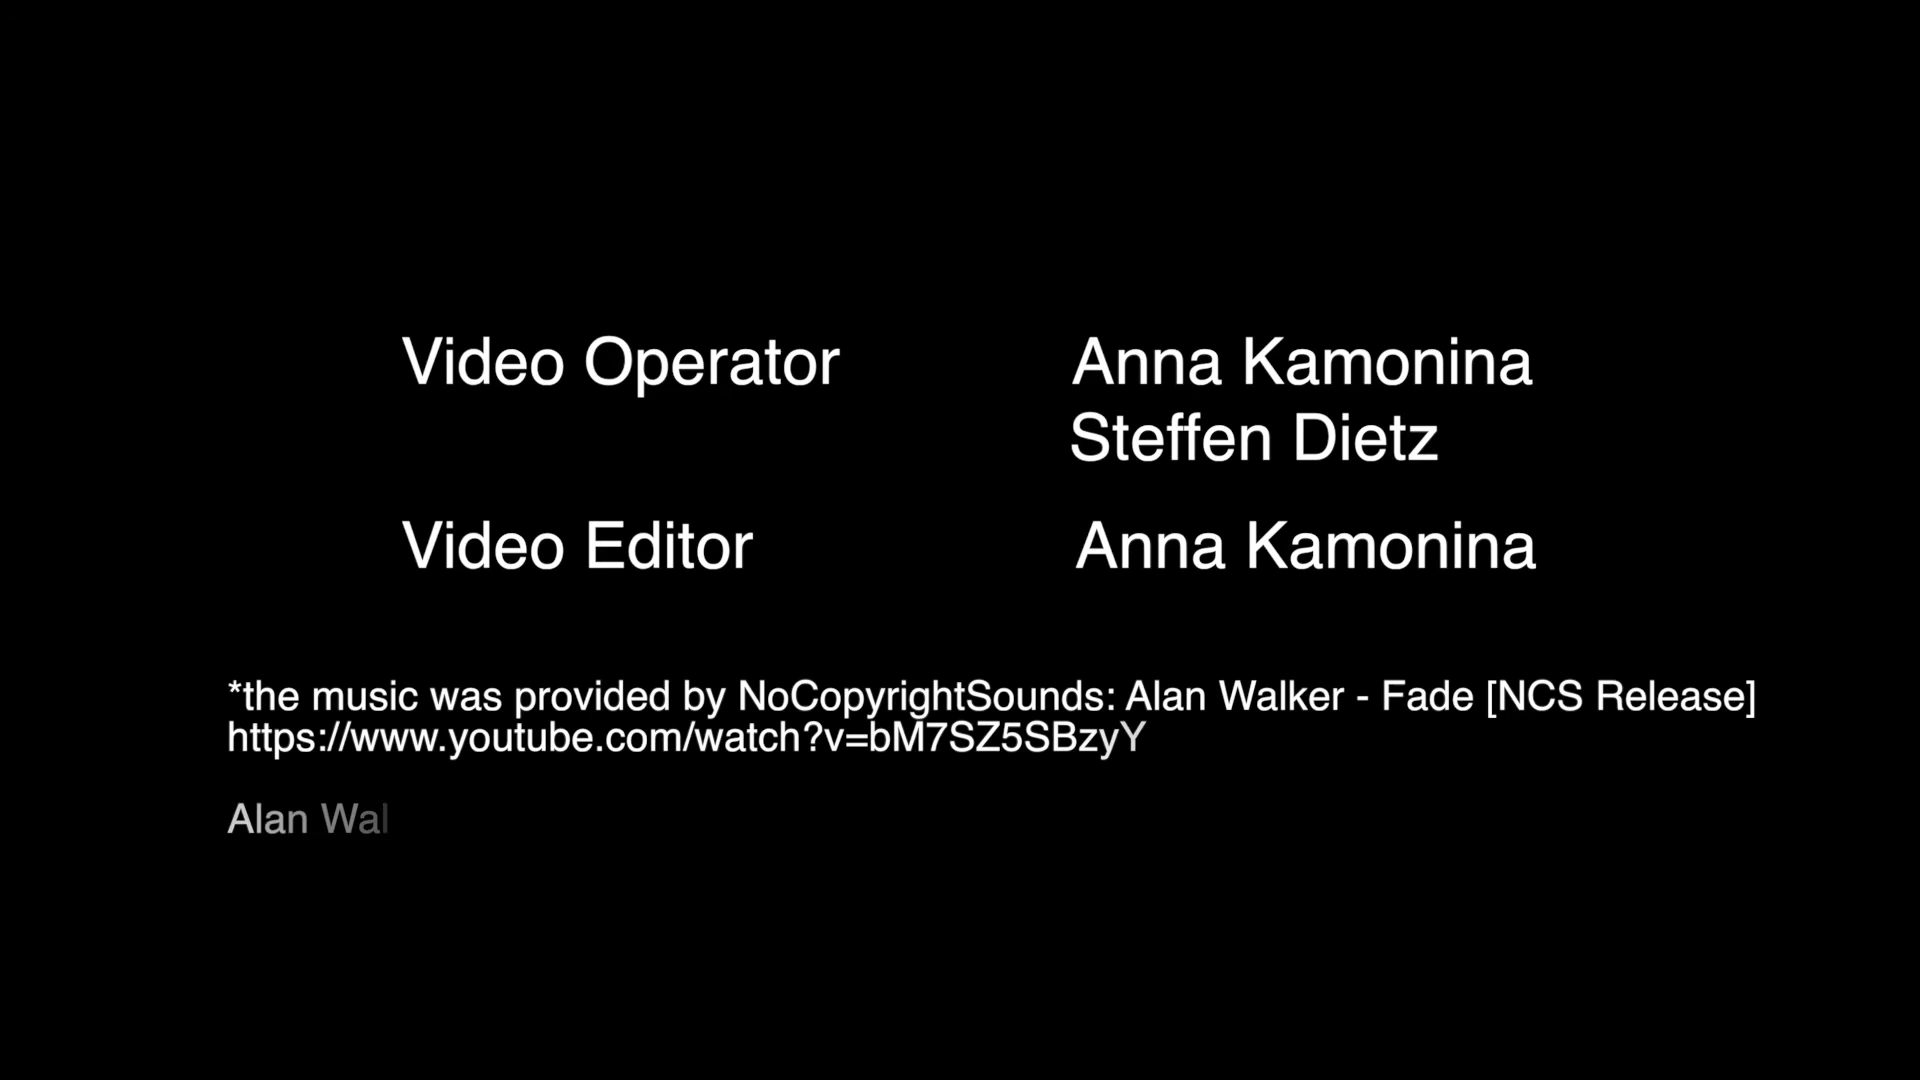 Video Operator Anna Kamonina
Steffen Dietz
Video Editor Anna Kamonina
*the music was provided by NoCopyrightSounds: Alan Walker - Fade [NCS Release]
https://www.youtube.com/watch?v=bM7SZ5SBzyY
Alan Wal